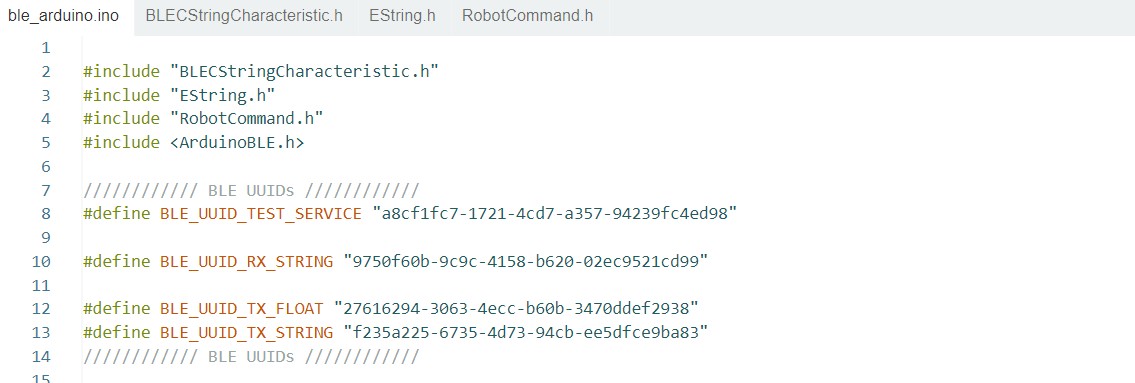 ble_arduino.ino BLECStringCharacteristic.h EString.h RobotCommand.h
1
2 #include "BLECStringCharacteristic.h"
3 #include "EString.h"
4 #include "RobotCommand.h"
5 #include <ArduinoBLE.h>
6
7 //////////// BLE UUIDs ////////////
8 #define BLE_UUID_TEST_SERVICE "a8cf1fc7-1721-4cd7-a357-94239fc4ed98"
9
10 #define BLE_UUID_RX_STRING "9750f60b-9c9c-4158-b620-02ec9521cd99"
11
12 #define BLE_UUID_TX_FLOAT "27616294-3063-4ecc-b60b-3470ddef2938"
13 #define BLE_UUID_TX_STRING "f235a225-6735-4d73-94cb-ee5dfce9ba83"
14 //////////// BLE UUIDs ////////////
15